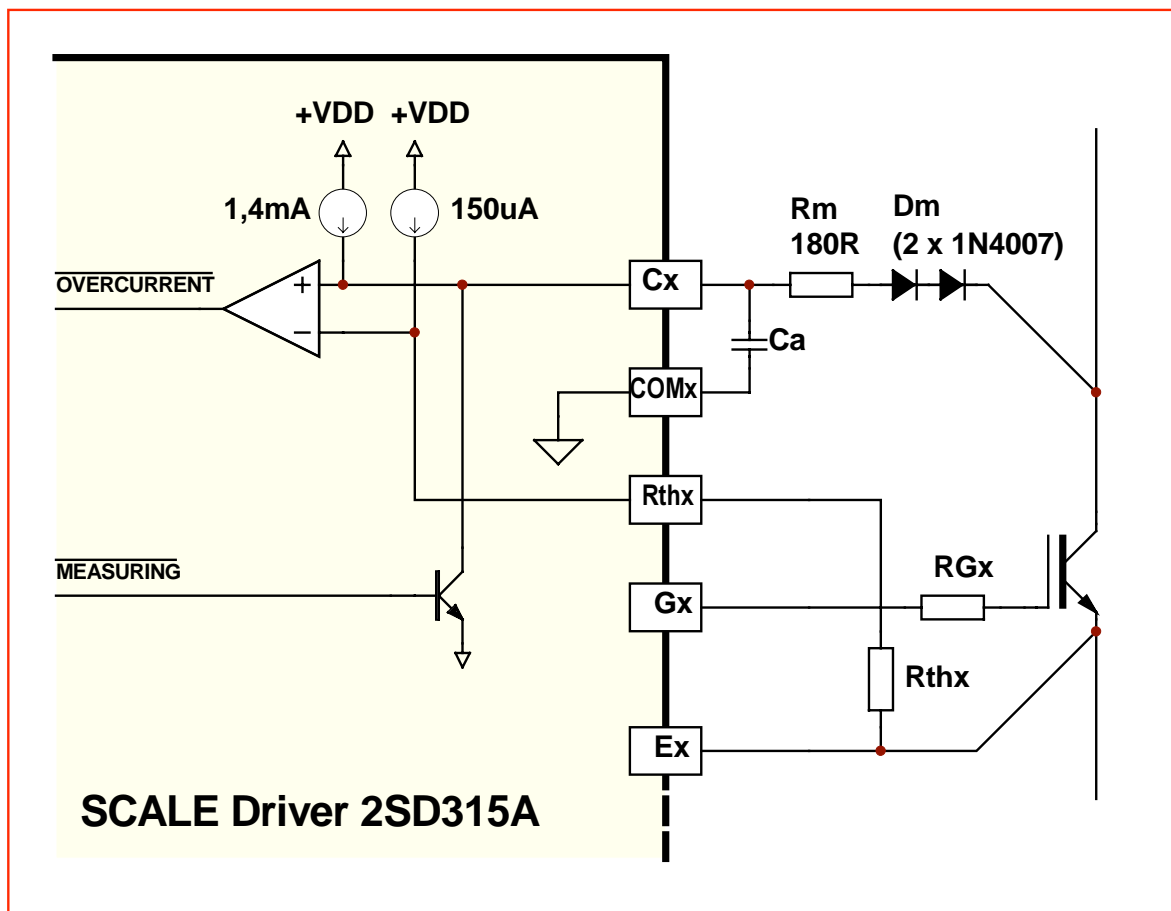 +VDD +VDD
1,4mA
150uA
Rm
180R
Dm
(2 x 1N4007)
OVERCURRENT
+
−
Cx
Ca
COMx
Rthx
MEASURING
Gx
RGx
Rthx
Ex
SCALE Driver 2SD315A